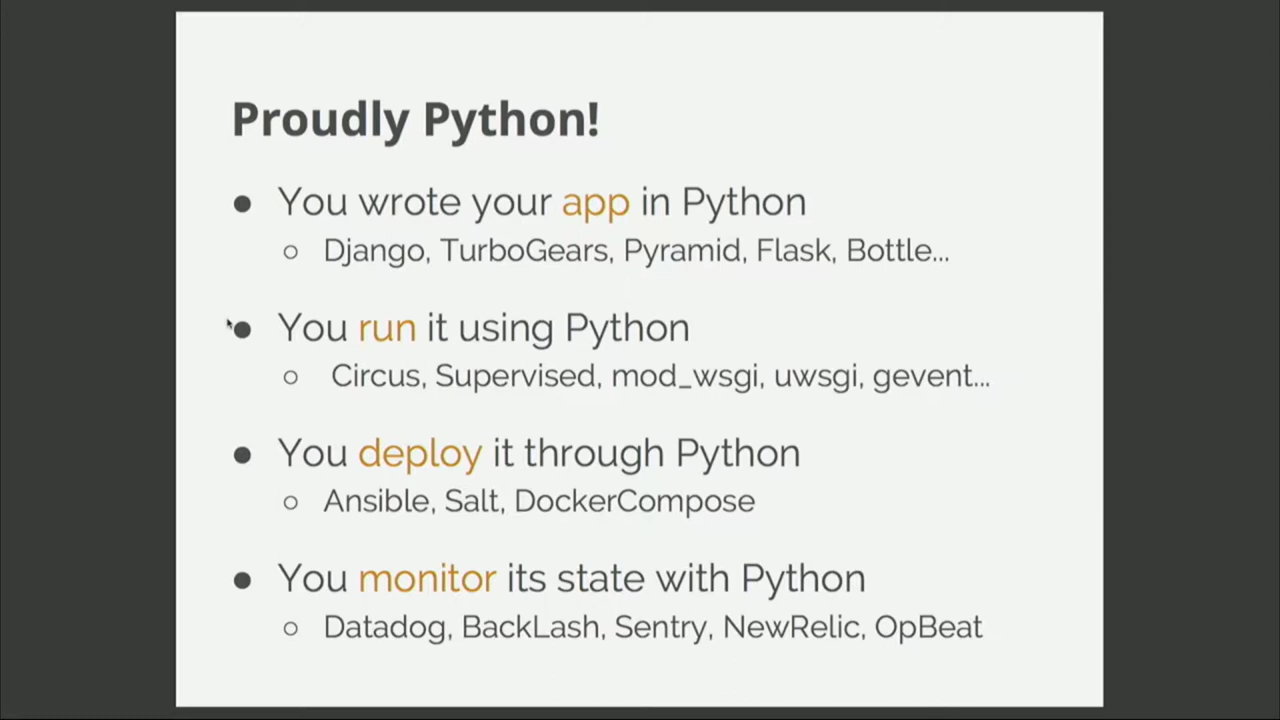 Proudly Python!
● You wrote your app in Python
○ Django, TurboGears, Pyramid, Flask, Bottle...
● You run it using Python
○ Circus, Supervised, mod_wsgi, uwsgi, gevent...
● You deploy it through Python
○ Ansible, Salt, DockerCompose
● You monitor its state with Python
○ Datadog, BackLash, Sentry, NewRelic, OpBeat